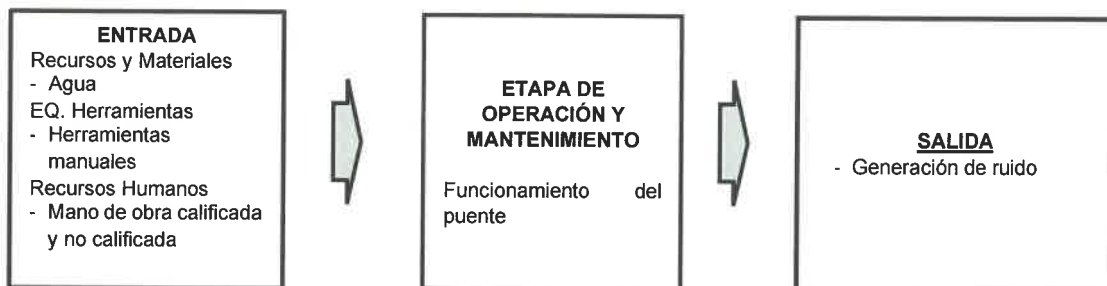 ENTRADA
Recursos y Materiales
- Agua
EQ. Herramientas
- Herramientas
manuales
Recursos Humanos
- Mano de obra calificada
y no calificada
ETAPA DE
OPERACIÓN Y
MANTENIMIENTO
Funcionamiento del
puente
SALIDA
- Generación de ruido